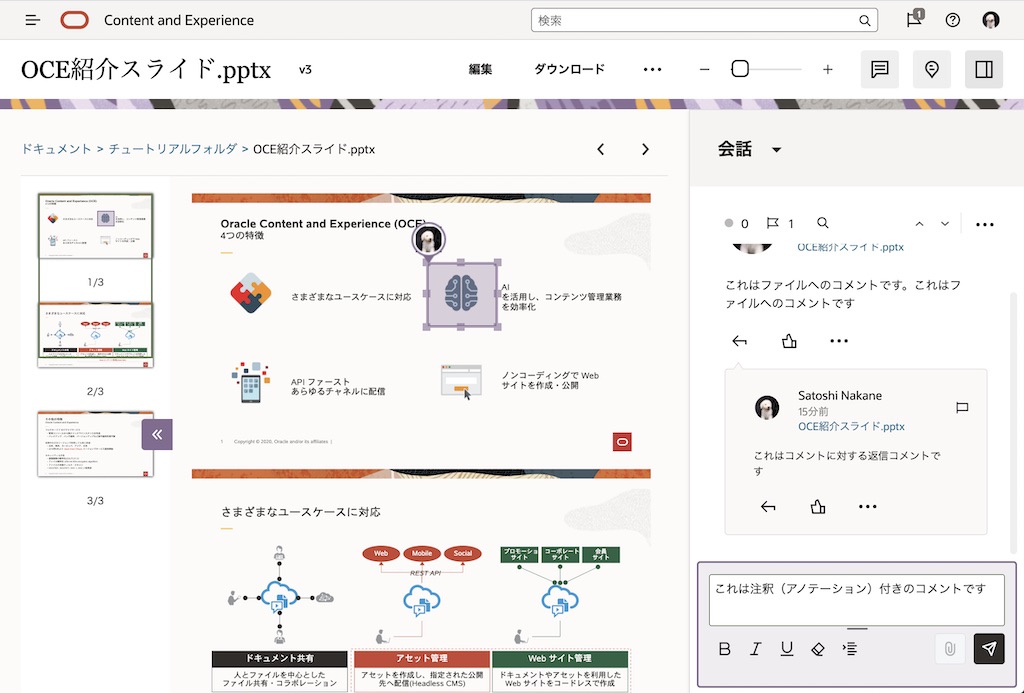 Content and Experience
検索
1
OCE紹介スライド.pptx
v3
編集
ダウンロード
ドキュメント > チュートリアルフォルダ > OCE紹介スライド.pptx
会話
0
1
1/3
2/3
3/3
Oracle Content and Experience (OCE)
4つの特徴
さまざまなユースケースに対応
AI
を活用し、コンテンツ管理業務
を効率化
API ファースト
あらゆるチャネルに配信
ノンコーディングで Web
サイトを作成・公開
1 Copyright © 2020, Oracle and/or its affiliates |
さまざまなユースケースに対応
Web
Mobile
Social
REST API
プロモーション
サイト
コーポレート
サイト
会員
サイト
ドキュメント共有
人とファイルを中心とした
ファイル共有・コラボレーション
アセット管理
アセットを作成し、指定された公開
先へ配信(Headless CMS)
Web サイト管理
ドキュメントやアセットを利用した
Web サイトをコードレスで作成
OCE紹介スライド.pptx
これはファイルへのコメントです。これはフ
ァイルへのコメントです
Satoshi Nakane
15分前
OCE紹介スライド.pptx
これはコメントに対する返信コメントで
す
これは注釈（アノテーション）付きのコメントです
B I U